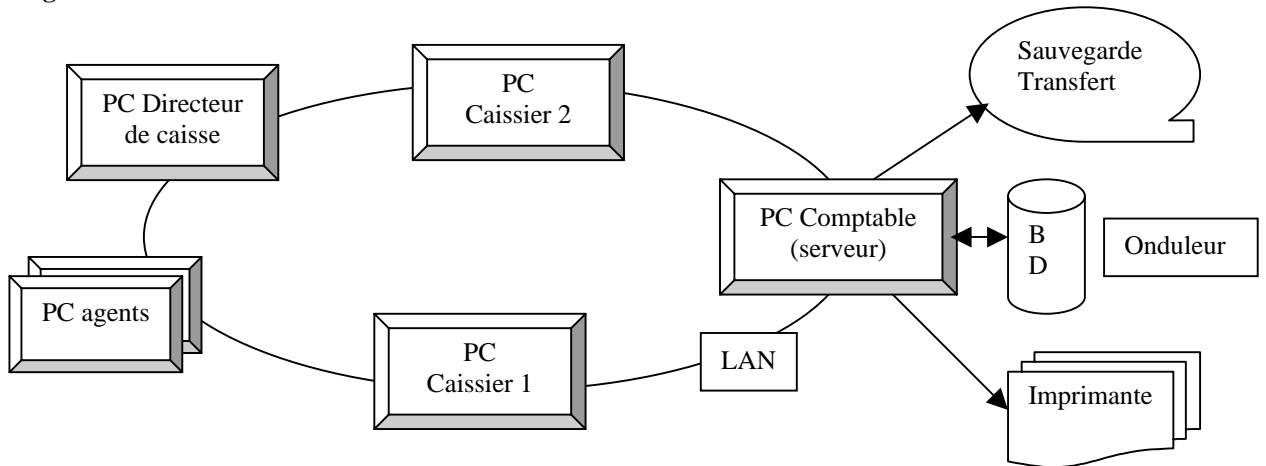 Sauvegarde
Transfert
PC Directeur
de caisse
PC
Caissier 2
PC Comptable
(serveur)
B
D
Onduleur
PC agents
PC
Caissier 1
LAN
Imprimante